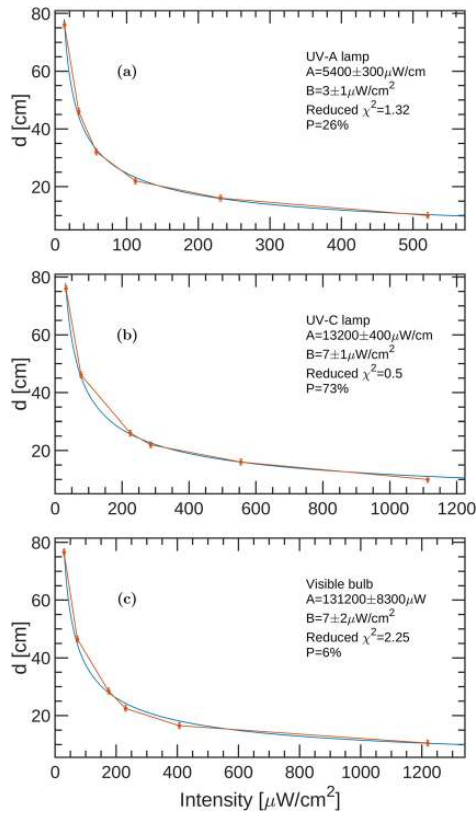 80
60
40
20
d [cm]
(a)
UV-A lamp
A=5400±300μW/cm
B=3±1μW/cm²
Reduced χ²=1.32
P=26%
0 100 200 300 400 500
80
60
40
20
d [cm]
(b)
UV-C lamp
A=13200±400μW/cm
B=7±1μW/cm²
Reduced χ²=0.5
P=73%
0 200 400 600 800 1000 1200
80
60
40
20
d [cm]
(c)
Visible bulb
A=131200±8300μW
B=7±2μW/cm²
Reduced χ²=2.25
P=6%
0 200 400 600 800 1000 1200
Intensity [μW/cm²]